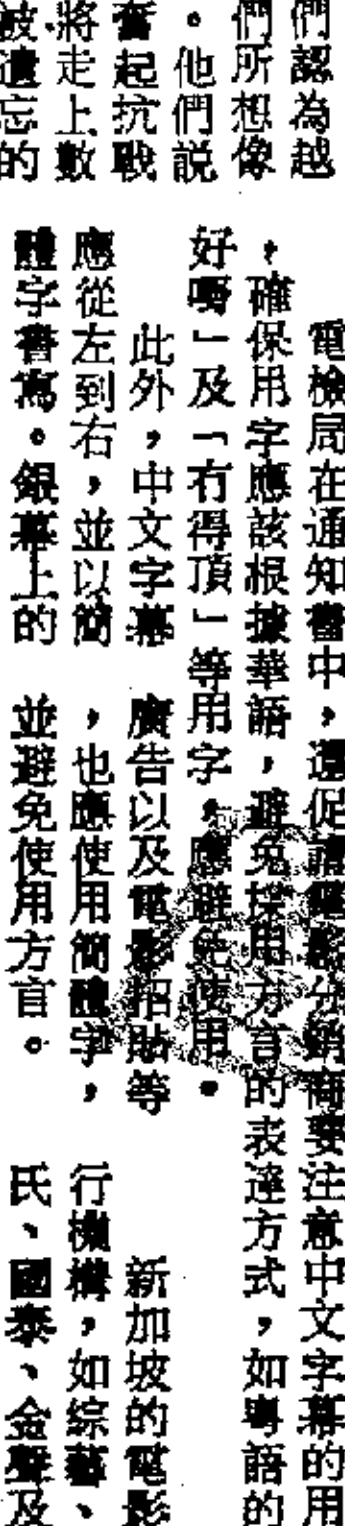 們認為越
們所想像
。他們説
奮起抗戰
將走上數
被遺忘的
電檢局在通知書中，還促請電影分銷商要注意中文字幕的用
，確保用字應該根據華語，避免採用方言的表達方式，如粵語的
好嘢」及「冇得頂」等用字，應避免使用。
此外，中文字幕
應從左到右，並以簡
體字書寫。銀幕上的
廣告以及電影招貼等
，也應使用簡體字，
並避免使用方言。
新加坡的電影
行機構，如綜藝、
氏、國泰、金聲及